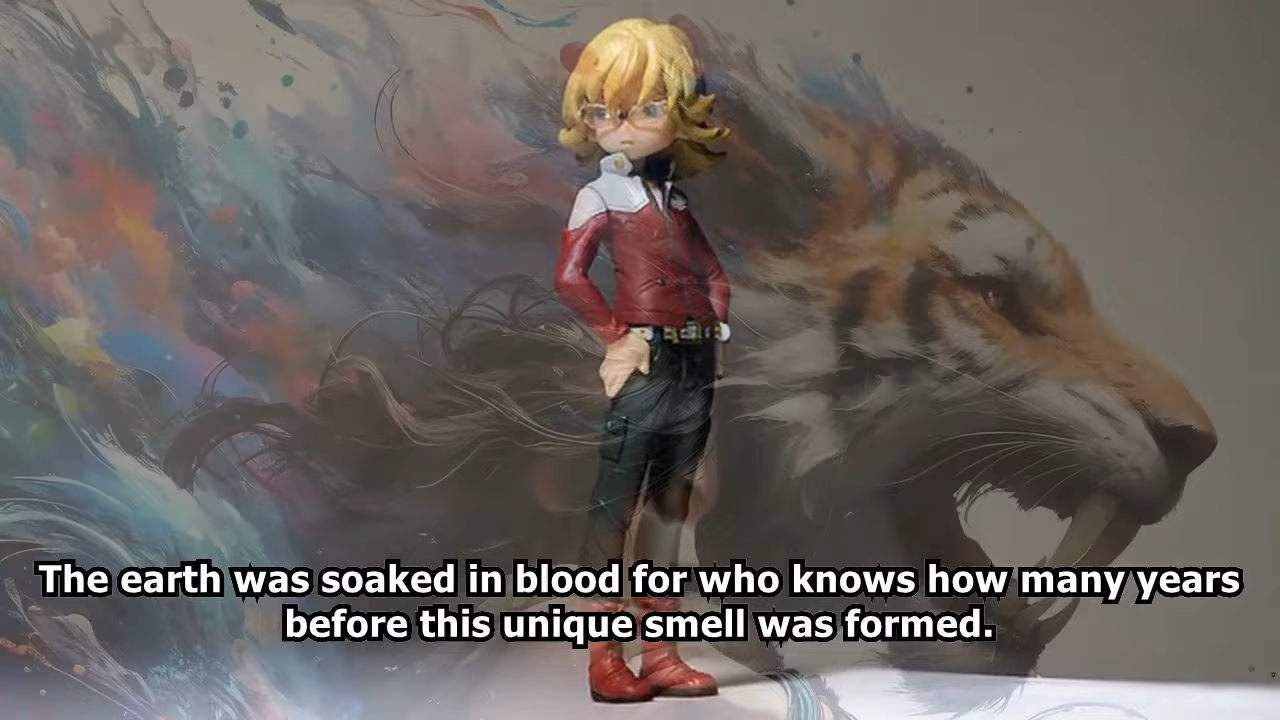 The earth was soaked in blood for who knows how many years
before this unique smell was formed.